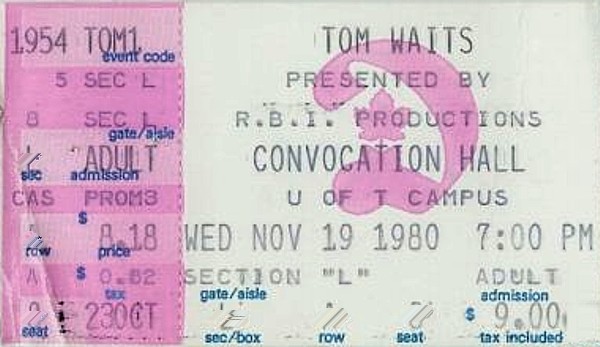 1954 TOM1
event code
5 SEC L
8 SEC L
gate/aisle
ADULT
sec admission
CAS PROM3
$ 8.18
row price
A $ 0.82
tax
230CT
seat
TOM WAITS
PRESENTED BY
R.B.I. PRODUCTIONS
CONVOCATION HALL
U OF T CAMPUS
WED NOV 19 1980 7:00 PM
SECTION "L" ADULT
gate/aisle admission
$ 9.00
sec/box row seat tax included